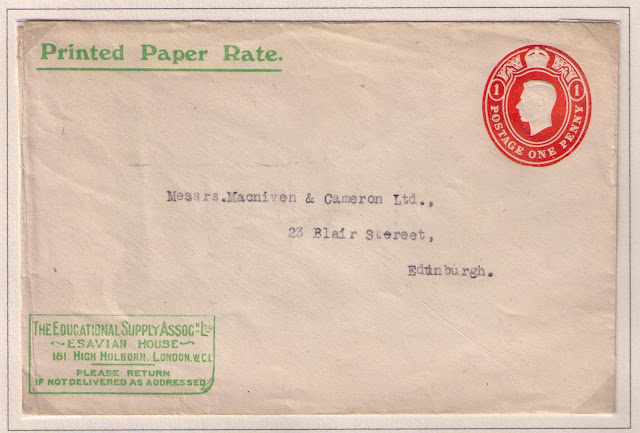 Printed Paper Rate.
1 1
POSTAGE ONE PENNY
Messrs.Macniven & Cameron Ltd.,
23 Blair Stereet,
Edinburgh.
THE EDUCATIONAL SUPPLY ASSOCN. LTD
~ESAVIAN HOUSE~
181. HIGH HOLBORN. LONDON. W.C.1.
PLEASE RETURN
IF NOT DELIVERED AS ADDRESSED